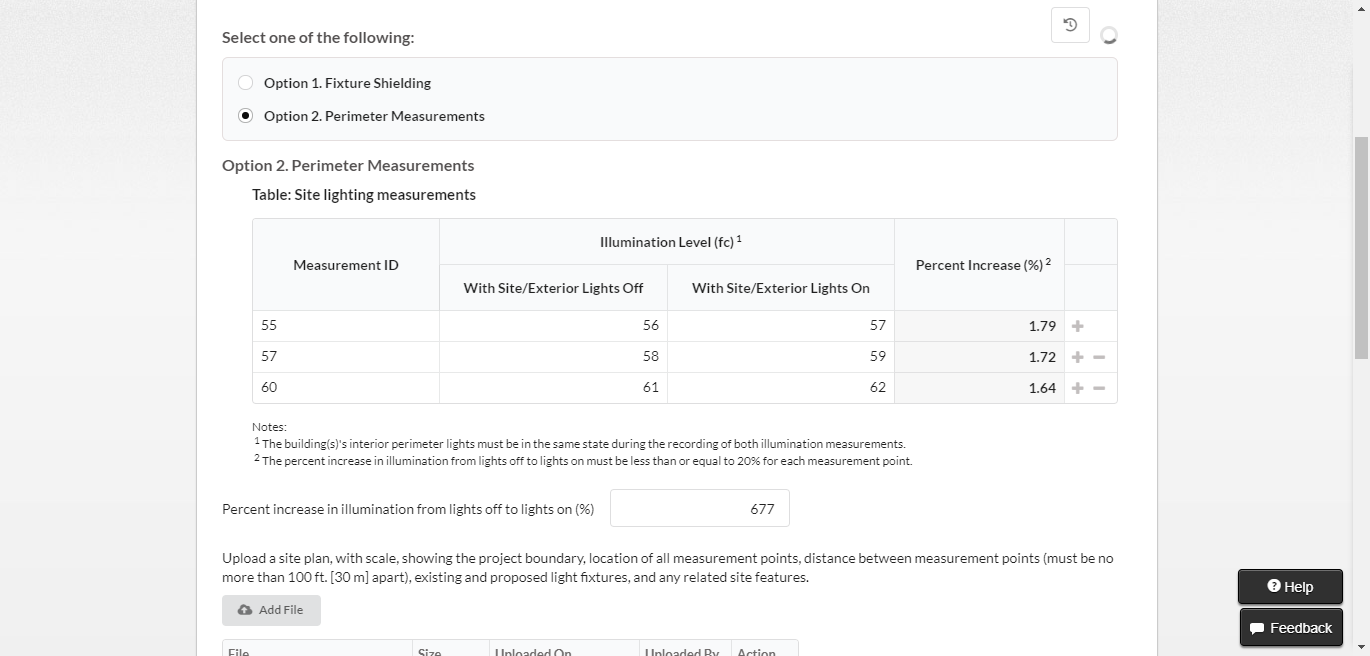 Select one of the following:
Option 1. Fixture Shielding
Option 2. Perimeter Measurements
Option 2. Perimeter Measurements
Table: Site lighting measurements
Measurement ID
Illumination Level (fc) 1
Percent Increase (%) 2
With Site/Exterior Lights Off
With Site/Exterior Lights On
55 56 57 1.79
57 58 59 1.72
60 61 62 1.64
Notes:
1 The building(s)'s interior perimeter lights must be in the same state during the recording of both illumination measurements.
2 The percent increase in illumination from lights off to lights on must be less than or equal to 20% for each measurement point.
Percent increase in illumination from lights off to lights on (%) 677
Upload a site plan, with scale, showing the project boundary, location of all measurement points, distance between measurement points (must be no
more than 100 ft. [30 m] apart), existing and proposed light fixtures, and any related site features.
Add File
File Size Uploaded On Uploaded By Action
Help
Feedback